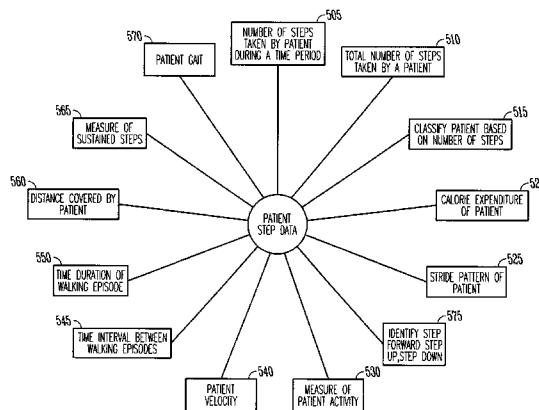 505
NUMBER OF STEPS
TAKEN BY PATIENT
DURING A TIME PERIOD
510
TOTAL NUMBER OF STEPS
TAKEN BY A PATIENT
515
CLASSIFY PATIENT BASED
ON NUMBER OF STEPS
52
CALORIE EXPENDITURE
OF PATIENT
525
STRIDE PATTERN OF
PATIENT
575
IDENTIFY STEP
FORWARD STEP
UP,STEP DOWN
530
MEASURE OF
PATIENT ACTIVITY
540
PATIENT
VELOCITY
545
TIME INTERVAL BETWEEN
WALKING EPISODES
550
TIME DURATION OF
WALKING EPISODE
560
DISTANCE COVERED BY
PATIENT
565
MEASURE OF
SUSTAINED STEPS
570
PATIENT GAIT
PATIENT
STEP DATA